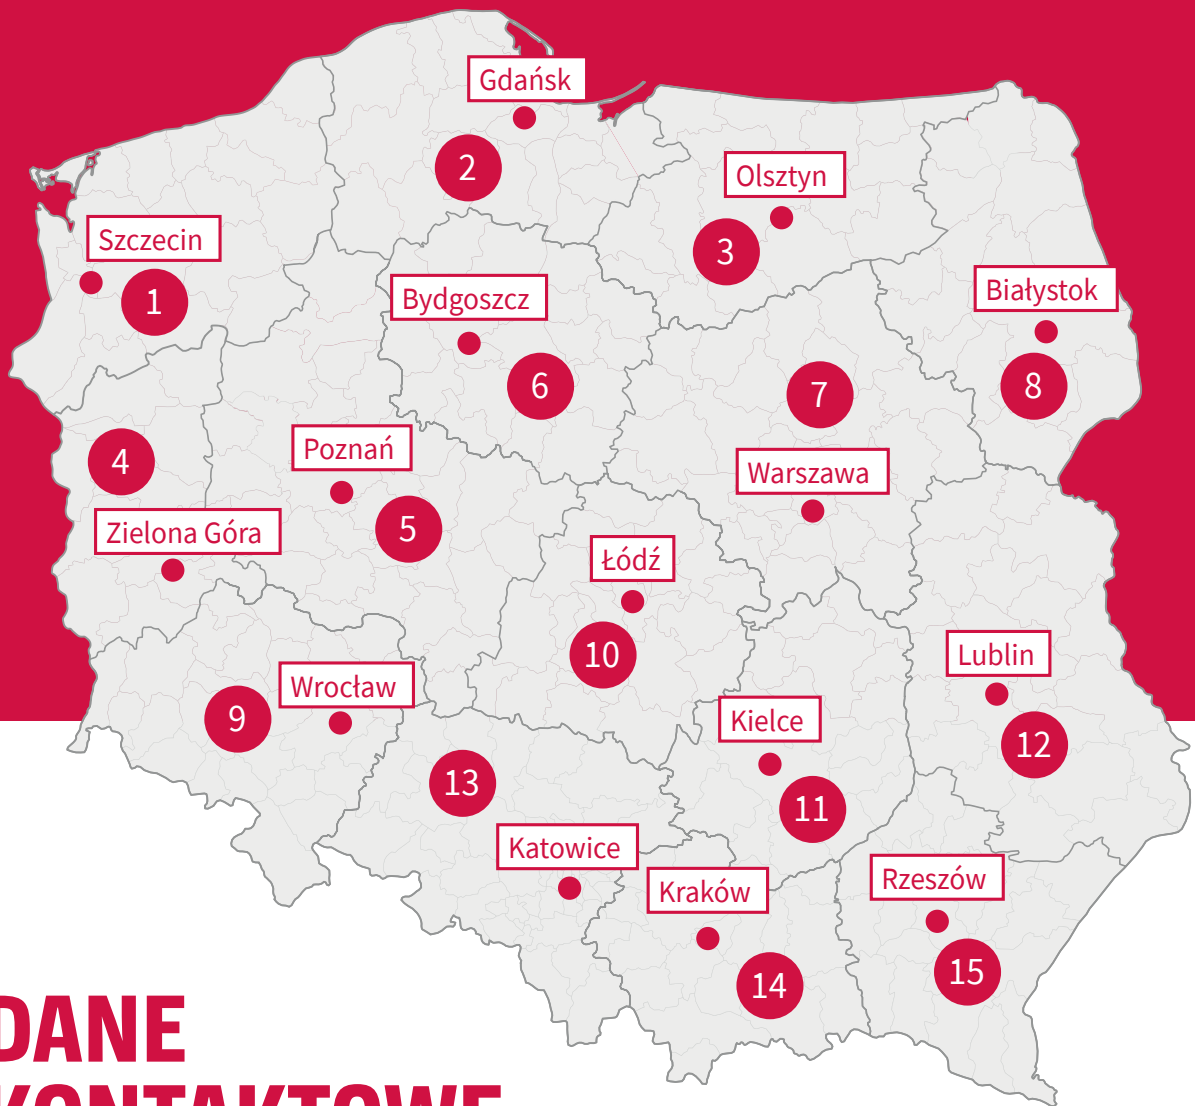 Gdańsk
2
Olsztyn
3
Szczecin
1
Bydgoszcz
6
Białystok
8
7
4
Poznań
5
Warszawa
Zielona Góra
Łódź
10
Lublin
12
Wrocław
9
Kielce
11
13
Katowice
Kraków
14
Rzeszów
15
DANE
KONTAKTOWE